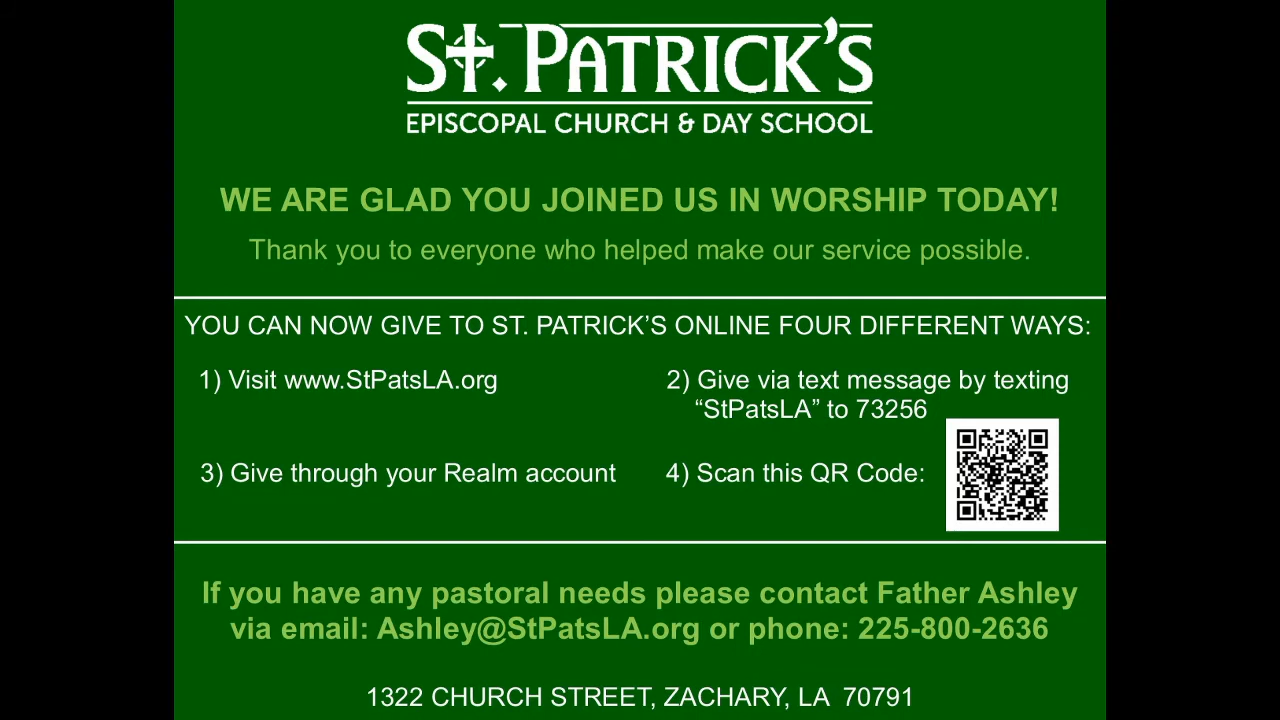 ST. PATRICK'S
EPISCOPAL CHURCH & DAY SCHOOL
WE ARE GLAD YOU JOINED US IN WORSHIP TODAY!
Thank you to everyone who helped make our service possible.
YOU CAN NOW GIVE TO ST. PATRICK'S ONLINE FOUR DIFFERENT WAYS:
1) Visit www.StPatsLA.org
2) Give via text message by texting
“StPatsLA” to 73256
3) Give through your Realm account
4) Scan this QR Code:
If you have any pastoral needs please contact Father Ashley
via email: Ashley@StPatsLA.org or phone: 225-800-2636
1322 CHURCH STREET, ZACHARY, LA  70791